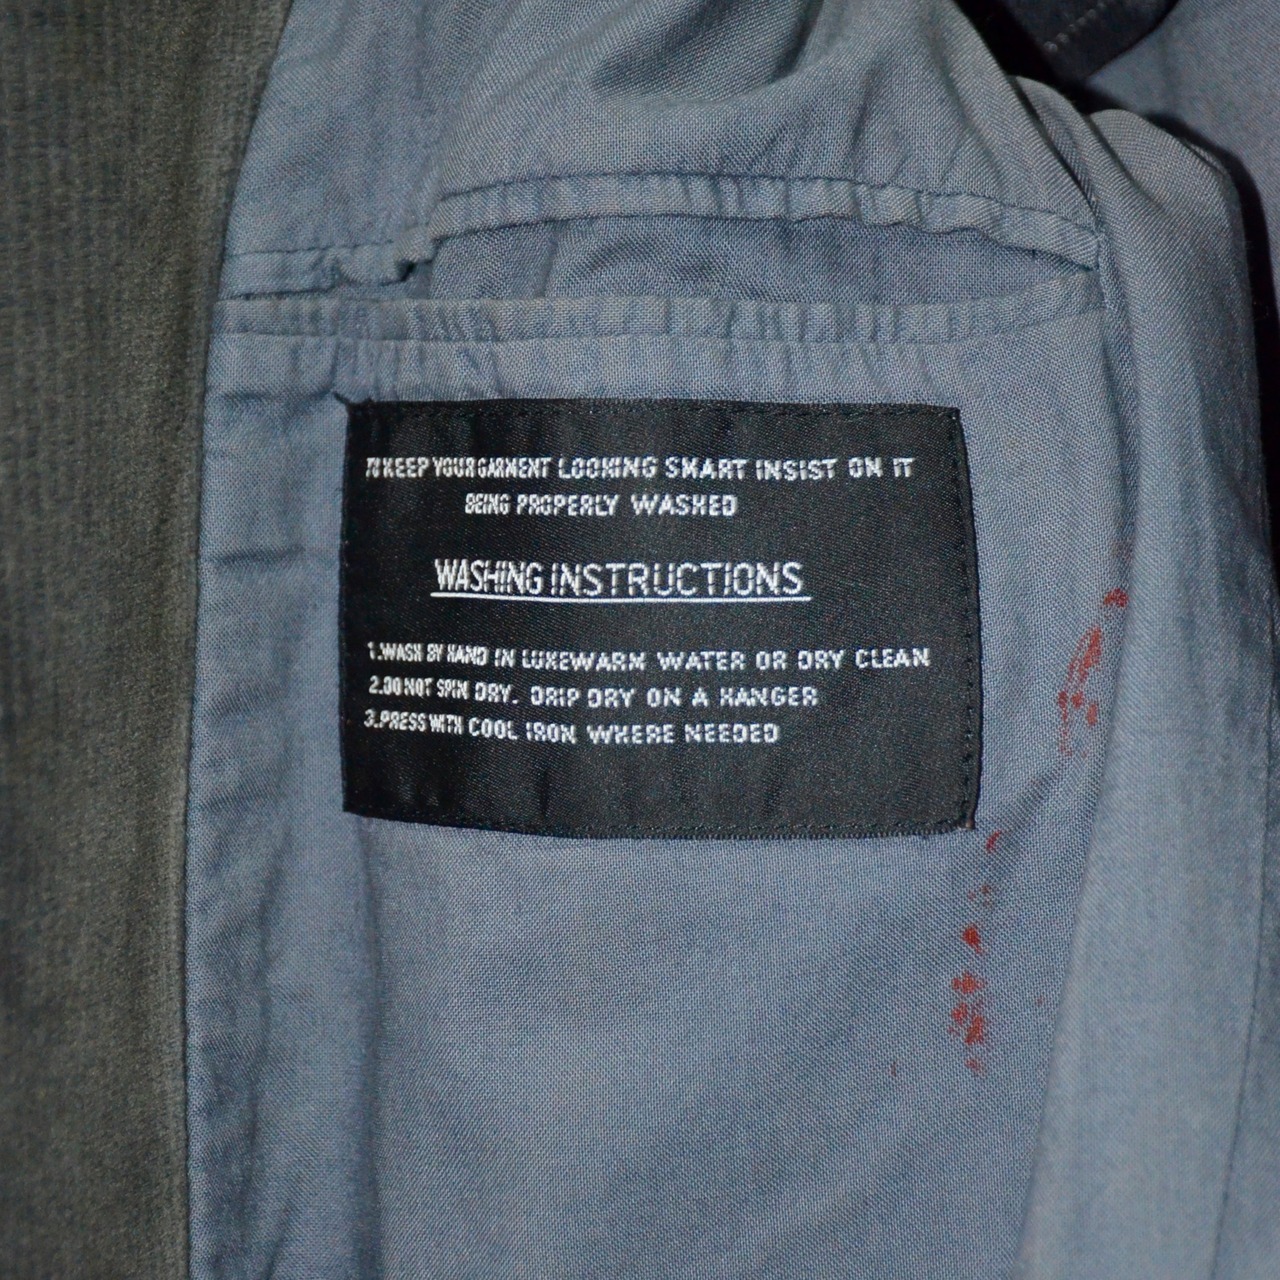 TO KEEP YOUR GARMENT LOOKING SMART INSIST ON IT
BEING PROPERLY WASHED
WASHING INSTRUCTIONS
1.WASH BY HAND IN LUKEWARM WATER OR DRY CLEAN
2.DO NOT SPIN DRY. DRIP DRY ON A HANGER
3.PRESS WITH COOL IRON WHERE NEEDED